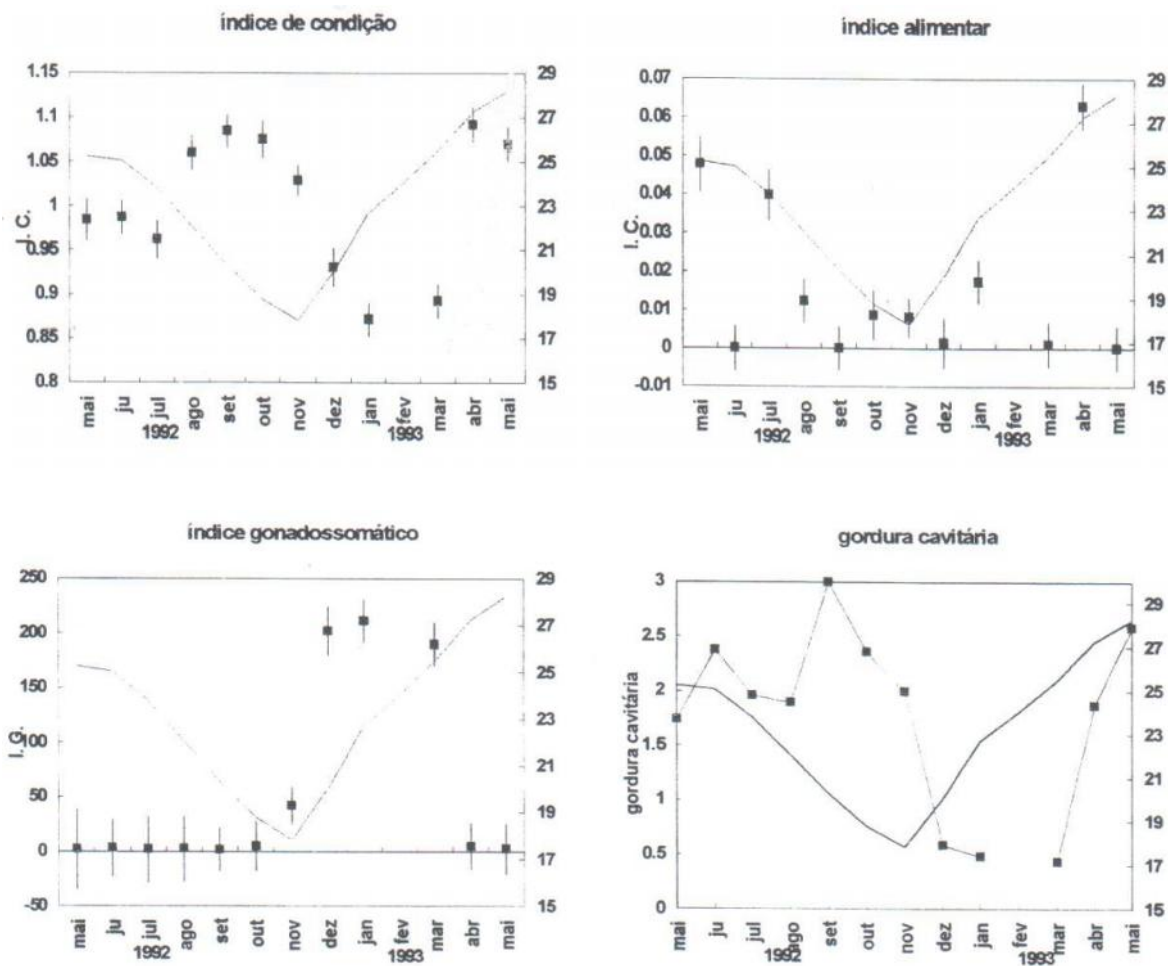 índice de condição
1.15
1.1
1.05
1
0.95
0.9
0.85
0.8
I. C.
29
27
25
23
21
19
17
15
mai
ju
jul
ago
set
out
nov
dez
jan
fev
mar
abr
mai
1992
1993
índice alimentar
0.07
0.06
0.05
0.04
0.03
0.02
0.01
0
-0.01
I. C.
29
27
25
23
21
19
17
15
mai
ju
jul
ago
set
out
nov
dez
jan
fev
mar
abr
mai
1992
1993
índice gonadossomático
250
200
150
100
50
0
-50
I. G.
29
27
25
23
21
19
17
15
mai
ju
jul
ago
set
out
nov
dez
jan
fev
mar
abr
mai
1992
1993
gordura cavitária
3
2.5
2
1.5
1
0.5
0
gordura cavitária
29
27
25
23
21
19
17
15
mai
ju
jul
ago
set
out
nov
dez
jan
fev
mar
abr
mai
1992
1993